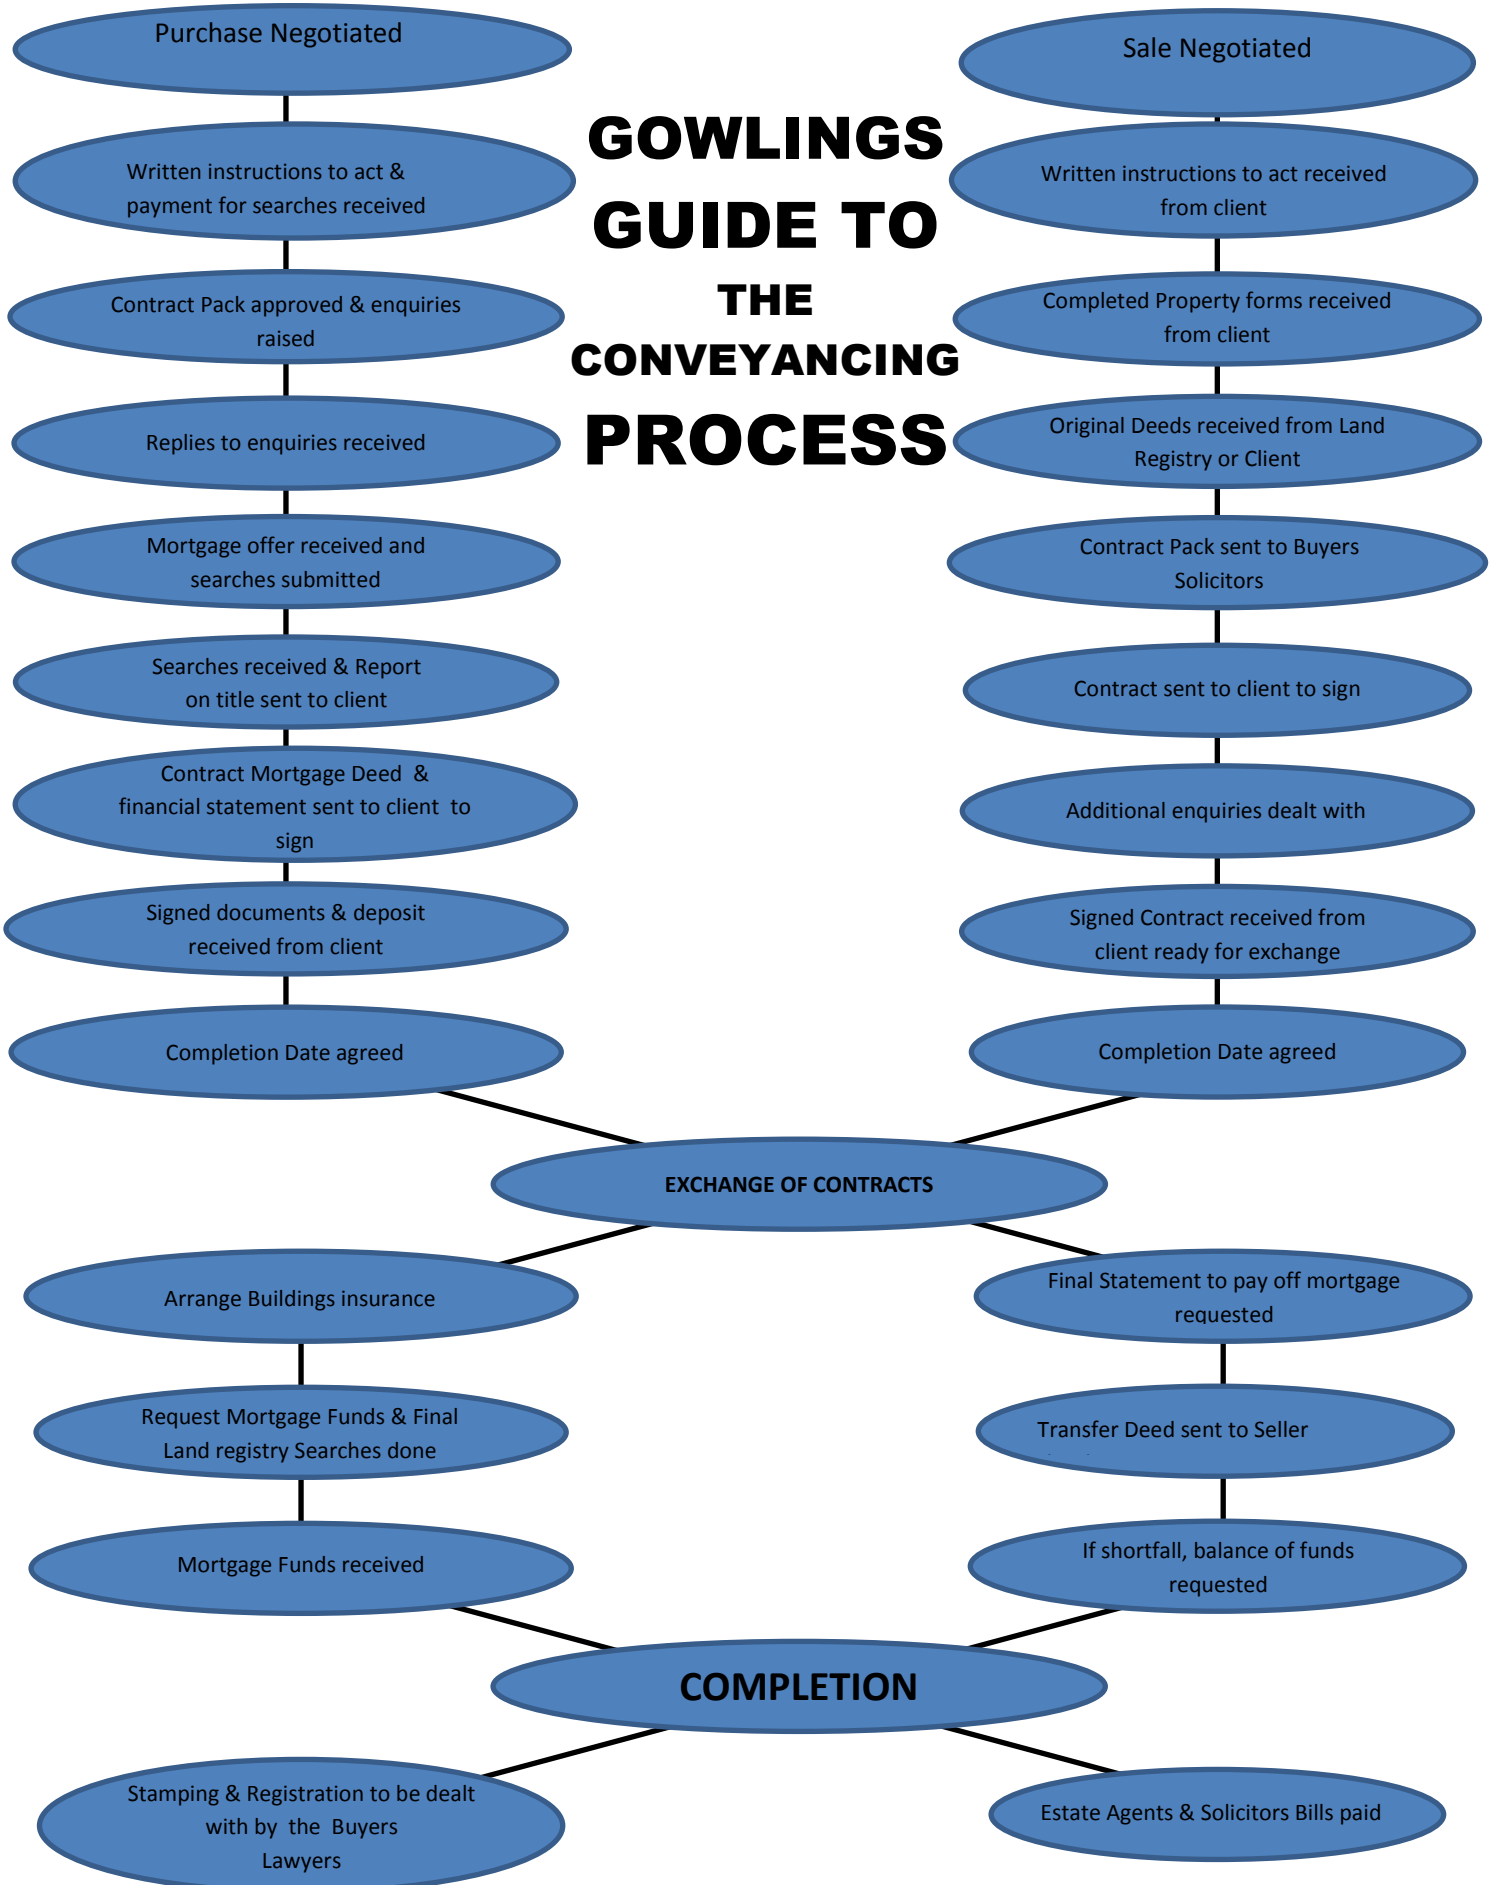 Purchase Negotiated
Written instructions to act &
payment for searches received
Contract Pack approved & enquiries
raised
Replies to enquiries received
Mortgage offer received and
searches submitted
Searches received & Report
on title sent to client
Contract Mortgage Deed &
financial statement sent to client to
sign
Signed documents & deposit
received from client
Completion Date agreed
GOWLINGS
GUIDE TO
THE
CONVEYANCING
PROCESS
Sale Negotiated
Written instructions to act received
from client
Completed Property forms received
from client
Original Deeds received from Land
Registry or Client
Contract Pack sent to Buyers
Solicitors
Contract sent to client to sign
Additional enquiries dealt with
Signed Contract received from
client ready for exchange
Completion Date agreed
EXCHANGE OF CONTRACTS
Arrange Buildings insurance
Request Mortgage Funds & Final
Land registry Searches done
Mortgage Funds received
Final Statement to pay off mortgage
requested
Transfer Deed sent to Seller
If shortfall, balance of funds
requested
COMPLETION
Stamping & Registration to be dealt
with by the Buyers
Lawyers
Estate Agents & Solicitors Bills paid